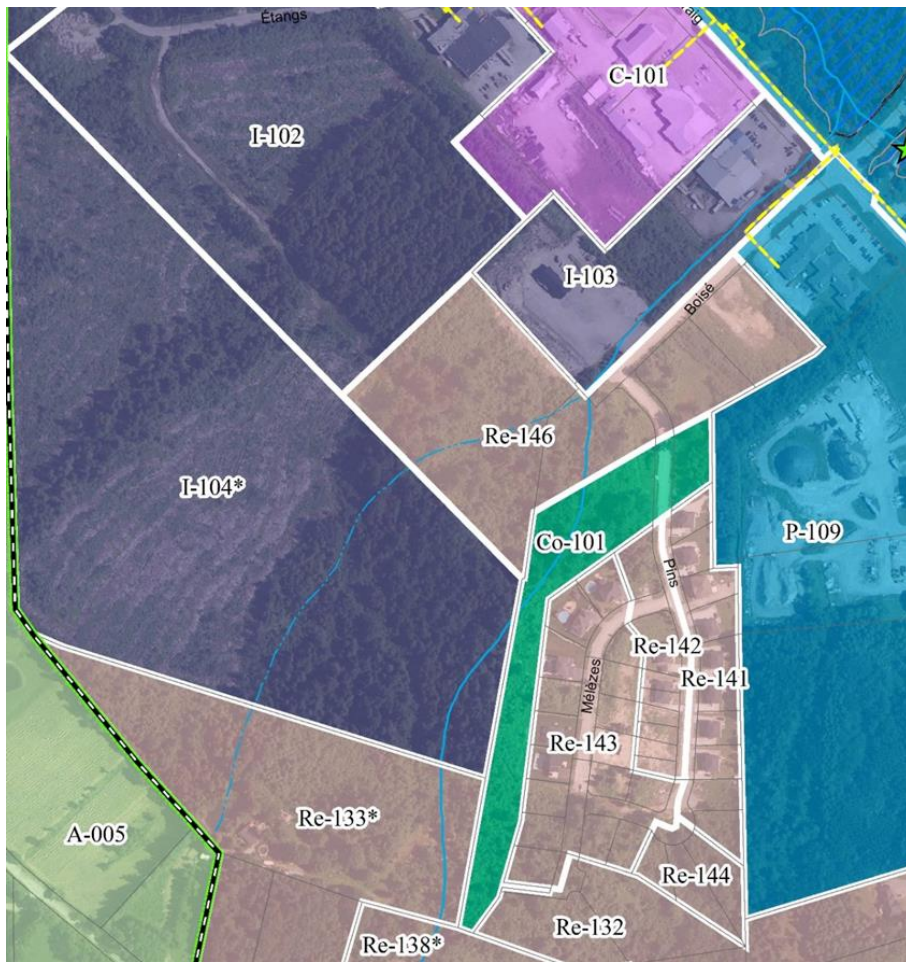 Étangs
C-101
I-102
I-103
Boisé
Re-146
I-104*
Co-101
P-109
Pins
Re-142
Re-141
Mélèzes
Re-143
Re-133*
A-005
Re-144
Re-132
Re-138*